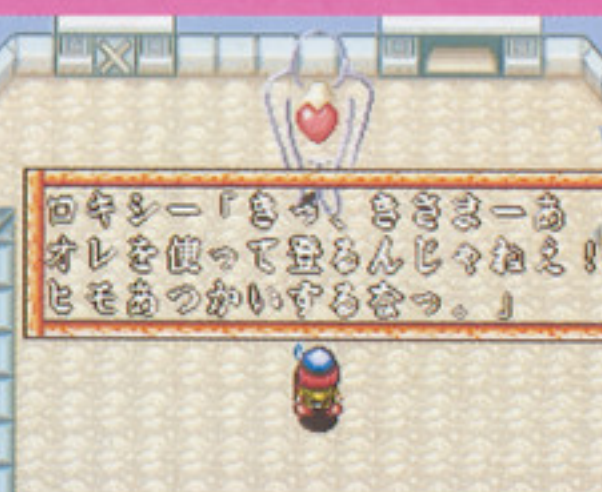 ロキシー「きっ、きさまーあ
オレを使って登るんじゃねえ！
ヒモあつかいするなっ。」